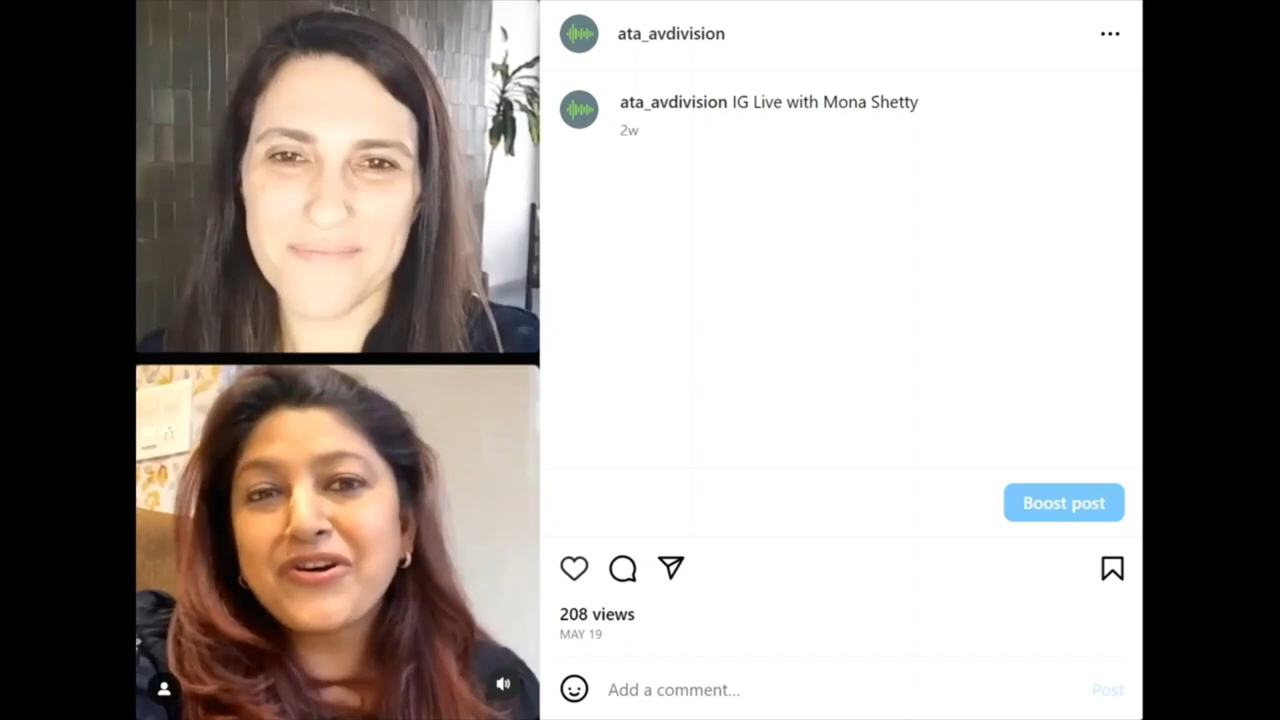 ata_avdivision
ata_avdivision IG Live with Mona Shetty
2w
Boost post
208 views
MAY 19
Add a comment...
Post